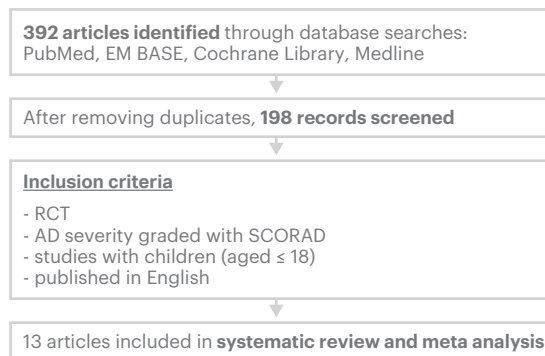 392 articles identified through database searches:
PubMed, EM BASE, Cochrane Library, Medline
After removing duplicates, 198 records screened
Inclusion criteria
- RCT
- AD severity graded with SCORAD
- studies with children (aged ≤ 18)
- published in English
13 articles included in systematic review and meta analysis